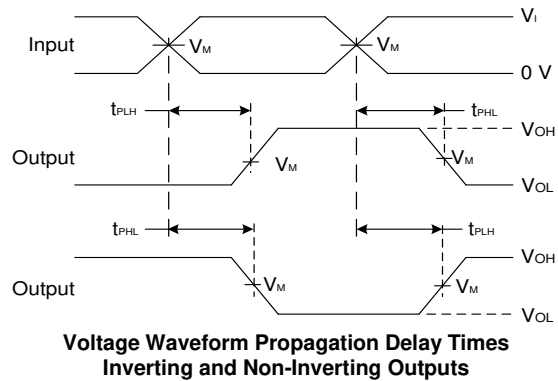 VI
Input
VM
VM
0 V
tPLH
tPHL
VOH
Output
VM
VM
VOL
tPHL
tPLH
VOH
Output
VM
VM
VOL
Voltage Waveform Propagation Delay Times
Inverting and Non-Inverting Outputs